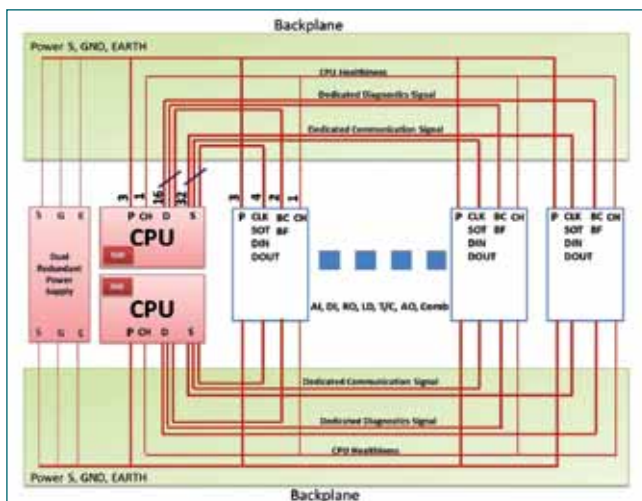 Backplane
Power S, GND, EARTH
CPU Healthiness
Dedicated Diagnostics Signal
Dedicated Communication Signal
3 1 16 32 3 4 2 1
S G E
P CH D S
CPU
P CLK BC CH
SOT BF
DIN
DOUT
P CLK BC CH
SOT BF
DIN
DOUT
P CLK BC CH
SOT BF
DIN
DOUT
Dual
Redundant
Power
Supply
CPU
S G E
P CH D S
AI, DI, RO, LD, T/C, AO, Comb
Dedicated Communication Signal
Dedicated Diagnostics Signal
CPU Healthiness
Power S, GND, EARTH
Backplane